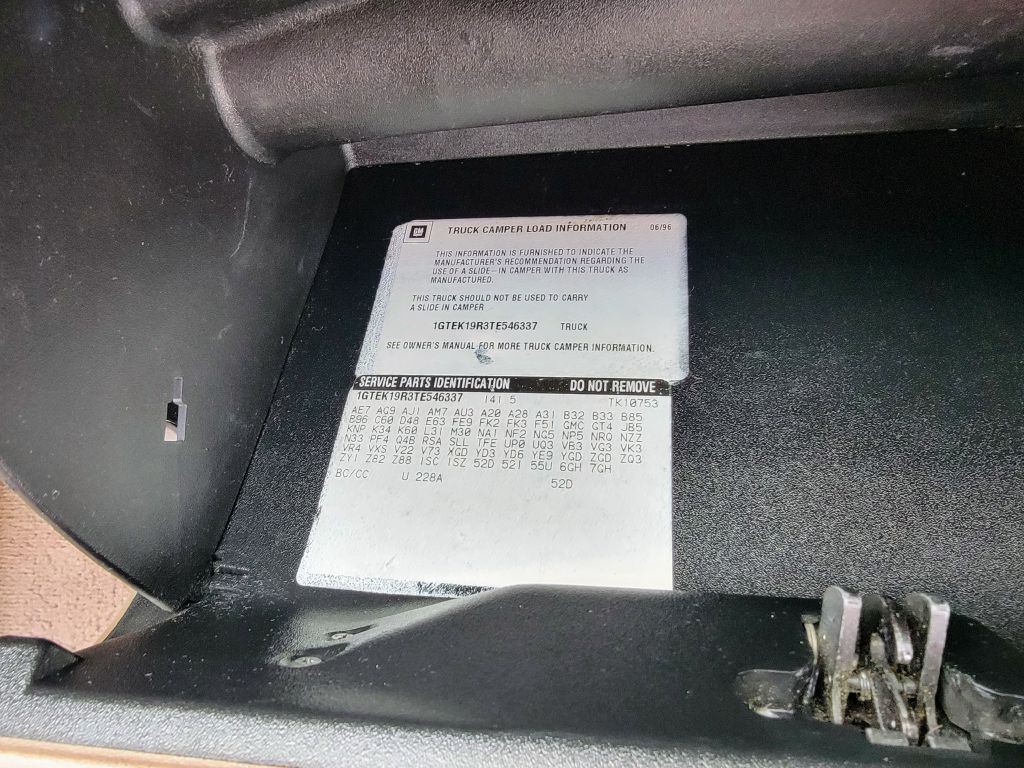 GM TRUCK CAMPER LOAD INFORMATION 06/96
THIS INFORMATION IS FURNISHED TO INDICATE THE
MANUFACTURER'S RECOMMENDATION REGARDING THE
USE OF A SLIDE-IN CAMPER WITH THIS TRUCK AS
MANUFACTURED.
THIS TRUCK SHOULD NOT BE USED TO CARRY
A SLIDE IN CAMPER
1GTEK19R3TE546337 TRUCK
SEE OWNER'S MANUAL FOR MORE TRUCK CAMPER INFORMATION.
SERVICE PARTS IDENTIFICATION DO NOT REMOVE
1GTEK19R3TE546337 141 5 TK10753
AE7 AG9 AJ1 AM7 AU3 A20 A28 A31 B32 B33 B85
B96 C60 D48 E63 FE9 FK2 FK3 F51 GMC GT4 JB5
KNP K34 K60 L31 M30 NA1 NF2 NG5 NP5 NRQ NZZ
N33 PF4 Q4B RSA SLL TFE UP0 UQ3 VB3 VG3 VK3
VR4 VXS V22 V73 XGD YD3 YD6 YE9 YGD ZGD ZQ3
ZY1 Z82 Z88 1SC 1SZ 52D 52I 55U 6GH 7GH
BC/CC U 228A 52D